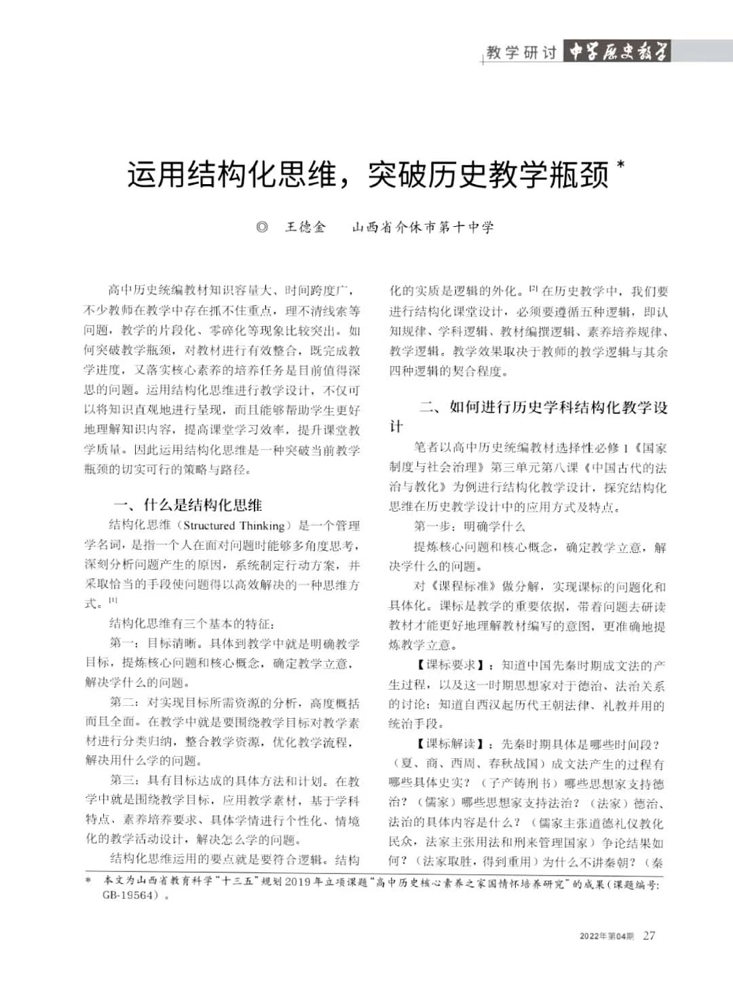 教学研讨 中学历史教学
运用结构化思维，突破历史教学瓶颈*
◎ 王德金 山西省介休市第十中学
高中历史统编教材知识容量大、时间跨度广，
不少教师在教学中存在抓不住重点，理不清线索等
问题，教学的片段化、零碎化等现象比较突出。如
何突破教学瓶颈，对教材进行有效整合，既完成教
学进度，又落实核心素养的培养任务是目前值得深
思的问题。运用结构化思维进行教学设计，不仅可
以将知识直观地进行呈现，而且能够帮助学生更好
地理解知识内容，提高课堂学习效率，提升课堂教
学质量。因此运用结构化思维是一种突破当前教学
瓶颈的切实可行的策略与路径。
一、什么是结构化思维
结构化思维（Structured Thinking）是一个管理
学名词，是指一个人在面对问题时能够多角度思考，
深刻分析问题产生的原因，系统制定行动方案，并
采取恰当的手段使问题得以高效解决的一种思维方
式。[1]
结构化思维有三个基本的特征：
第一：目标清晰。具体到教学中就是明确教学
目标，提炼核心问题和核心概念，确定教学立意，
解决学什么的问题。
第二：对实现目标所需资源的分析，高度概括
而且全面。在教学中就是要围绕教学目标对教学素
材进行分类归纳，整合教学资源，优化教学流程，
解决用什么学的问题。
第三：具有目标达成的具体方法和计划。在教
学中就是围绕教学目标，应用教学素材，基于学科
特点、素养培养要求、具体学情进行个性化、情境
化的教学活动设计，解决怎么学的问题。
结构化思维运用的要点就是要符合逻辑。结构
化的实质是逻辑的外化。[2]在历史教学中，我们要
进行结构化课堂设计，必须要遵循五种逻辑，即认
知规律、学科逻辑、教材编撰逻辑、素养培养规律、
教学逻辑。教学效果取决于教师的教学逻辑与其余
四种逻辑的契合程度。
二、如何进行历史学科结构化教学设
计
笔者以高中历史统编教材选择性必修1《国家
制度与社会治理》第三单元第八课《中国古代的法
治与教化》为例进行结构化教学设计，探究结构化
思维在历史教学设计中的应用方式及特点。
第一步：明确学什么
提炼核心问题和核心概念，确定教学立意，解
决学什么的问题。
对《课程标准》做分解，实现课标的问题化和
具体化。课标是教学的重要依据，带着问题去研读
教材才能更好地理解教材编写的意图，更准确地提
炼教学立意。
【课标要求】：知道中国先秦时期成文法的产
生过程，以及这一时期思想家对于德治、法治关系
的讨论；知道自西汉起历代王朝法律、礼教并用的
统治手段。
【课标解读】：先秦时期具体是哪些时间段？
（夏、商、西周、春秋战国）成文法产生的过程有
哪些具体史实？（子产铸刑书）哪些思想家支持德
治？（儒家）哪些思想家支持法治？（法家）德治、
法治的具体内容是什么？（儒家主张道德礼仪教化
民众，法家主张用法和刑来管理国家）争论结果如
何？（法家取胜，得到重用）为什么不讲秦朝？（秦
* 本文为山西省教育科学“十三五”规划2019年立项课题“高中历史核心素养之家国情怀培养研究”的成果（课题编号：
GB-19564）。
2022年第04期 27